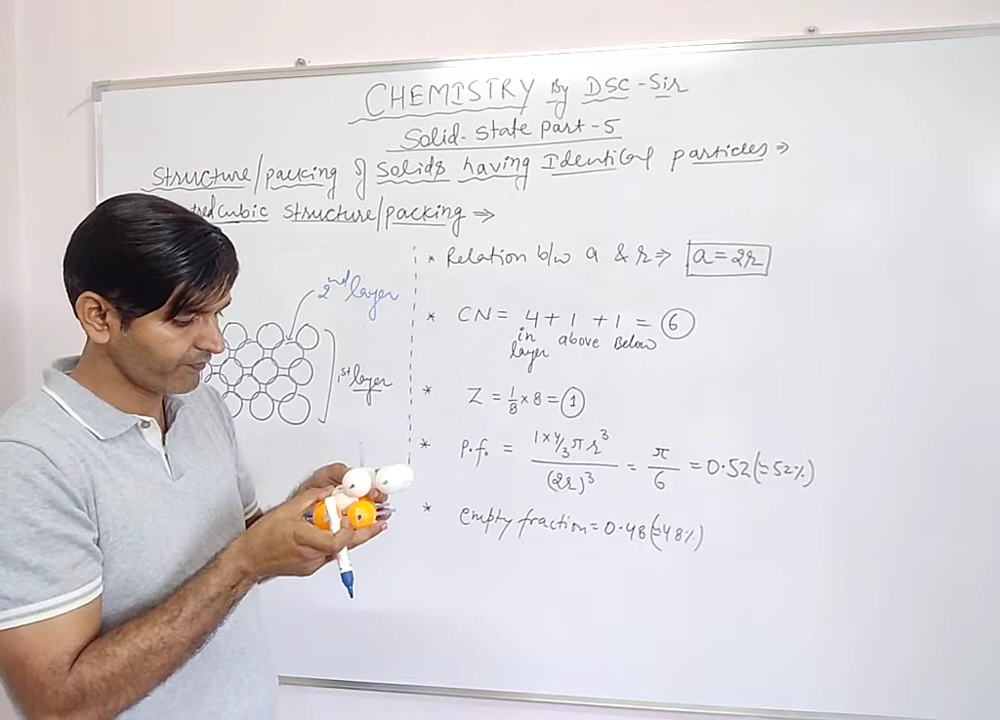 CHEMISTRY By DSC-Sir
Solid-State Part-5
Structure/packing of Solids having Identical particles ⇒
cubic structure/packing ⇒
2nd layer
1st layer
* Relation b/w a & r ⇒ a = 2r
* CN = 4 + 1 + 1 = 6
in layer above Below
* Z = 1/8 × 8 = 1
* P.f. = 1×4/3πr³ / (2r)³ = π/6 = 0.52 (≃52%)
* empty fraction = 0.48 (≃48%)